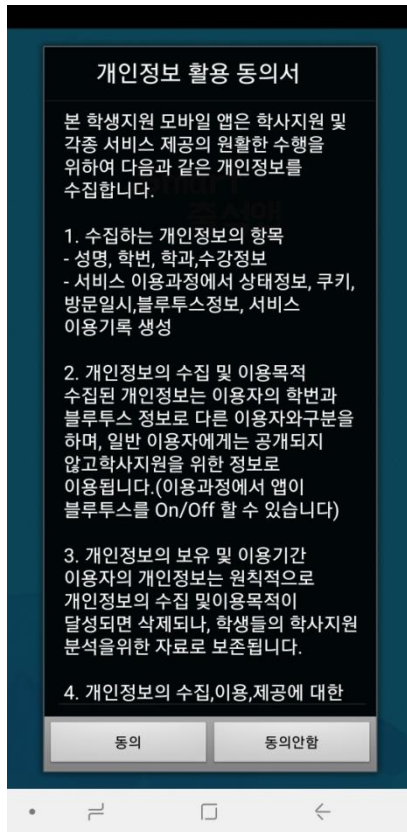 개인정보 활용 동의서
본 학생지원 모바일 앱은 학사지원 및
각종 서비스 제공의 원활한 수행을
위하여 다음과 같은 개인정보를
수집합니다.
1. 수집하는 개인정보의 항목
- 성명, 학번, 학과,수강정보
- 서비스 이용과정에서 상태정보, 쿠키,
방문일시,블루투스정보, 서비스
이용기록 생성
2. 개인정보의 수집 및 이용목적
수집된 개인정보는 이용자의 학번과
블루투스 정보로 다른 이용자와구분을
하며, 일반 이용자에게는 공개되지
않고학사지원을 위한 정보로
이용됩니다.(이용과정에서 앱이
블루투스를 On/Off 할 수 있습니다)
3. 개인정보의 보유 및 이용기간
이용자의 개인정보는 원칙적으로
개인정보의 수집 및이용목적이
달성되면 삭제되나, 학생들의 학사지원
분석을위한 자료로 보존됩니다.
4. 개인정보의 수집,이용,제공에 대한
동의
동의안함